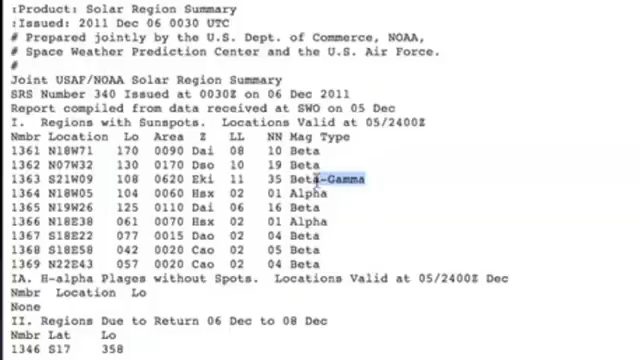 :Product: Solar Region Summary
:Issued: 2011 Dec 06 0030 UTC
# Prepared jointly by the U.S. Dept. of Commerce, NOAA,
# Space Weather Prediction Center and the U.S. Air Force.
#
Joint USAF/NOAA Solar Region Summary
SRS Number 340 Issued at 0030Z on 06 Dec 2011
Report compiled from data received at SWO on 05 Dec
I. Regions with Sunspots. Locations Valid at 05/2400Z
Nmbr Location Lo Area Z LL NN Mag Type
1361 N18W71 170 0090 Dai 08 10 Beta
1362 N07W32 130 0170 Dso 10 19 Beta
1363 S21W09 108 0620 Eki 11 35 Beta-Gamma
1364 N18W05 104 0060 Hsx 02 01 Alpha
1365 N19W26 125 0110 Dai 06 16 Beta
1366 N18E38 061 0070 Hsx 02 01 Alpha
1367 S18E22 077 0015 Dao 02 04 Beta
1368 S18E58 042 0020 Cao 02 05 Beta
1369 N22E43 057 0020 Cao 02 04 Beta
IA. H-alpha Plages without Spots. Locations Valid at 05/2400Z Dec
Nmbr Location Lo
None
II. Regions Due to Return 06 Dec to 08 Dec
Nmbr Lat Lo
1346 S17 358